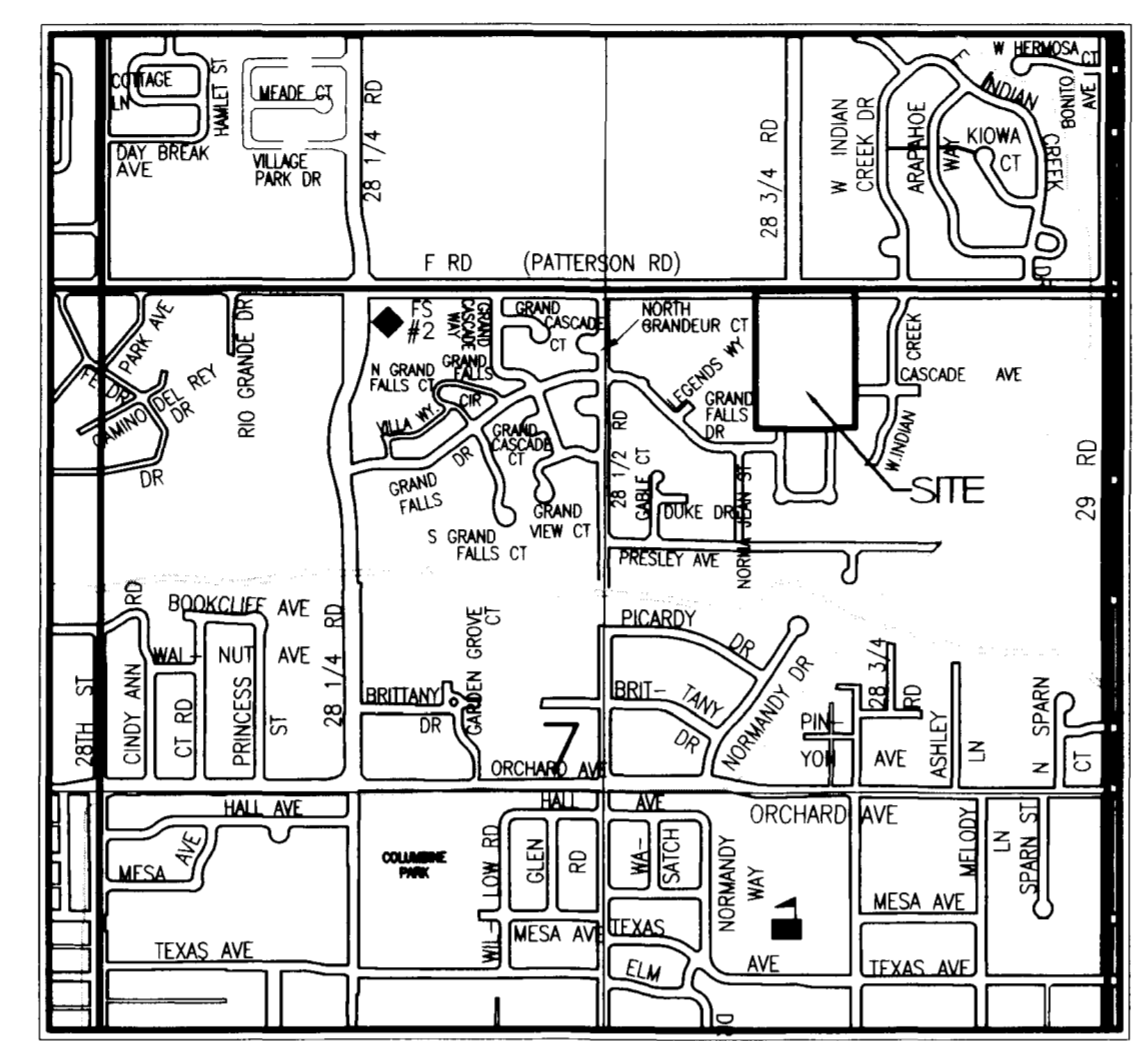 W HERMOSA
CT
COTTAGE
LN
HAMLET ST
MEADE CT
28 1/4 RD
INDIAN
CREEK
DR
BONITO
AVE
DAY BREAK
AVE
VILLAGE
PARK DR
28 3/4 RD
W INDIAN
CREEK DR
ARAPAHOE
WAY
KIOWA
CT
F RD (PATTERSON RD)
PARK AVE
FE DR
CAMINO DEL REY
DR
DR
RIO GRANDE DR
FS
#2
GRAND
CASCADE
WAY
GRAND
CASCADE
CT
NORTH
GRANDEUR CT
N GRAND
FALLS CT
GRAND
FALLS
CIR
VILLA WY.
GRAND
CASCADE
CT
LEGENDS WY
GRAND
FALLS
DR
CREEK
W.INDIAN
CASCADE AVE
SITE
29 RD
GRAND
FALLS
DR
S GRAND
FALLS CT
GRAND
VIEW CT
28 1/2 RD
GABLE CT
DUKE DR
NORMA JEAN ST
PRESLEY AVE
BOOKCLIFF AVE
CINDY ANN
RD
WAL- NUT AVE
CT RD
PRINCESS
ST
28TH ST
28 1/4 RD
BRITTANY
DR
GARDEN GROVE
CT
7
PICARDY
DR
BRIT- TANY
DR
NORMANDY DR
28 3/4
RD
PIN-
YON AVE
ASHLEY
LN
N SPARN
CT
ORCHARD AVE
HALL AVE
HALL AVE
ORCHARD AVE
MESA
AVE
COLUMBINE
PARK
WIL- LOW RD
GLEN
RD
WA-
SATCH
NORMANDY
WAY
MELODY
LN
SPARN ST
MESA AVE
MESA AVE
TEXAS AVE
TEXAS
AVE
TEXAS AVE
ELM
DR